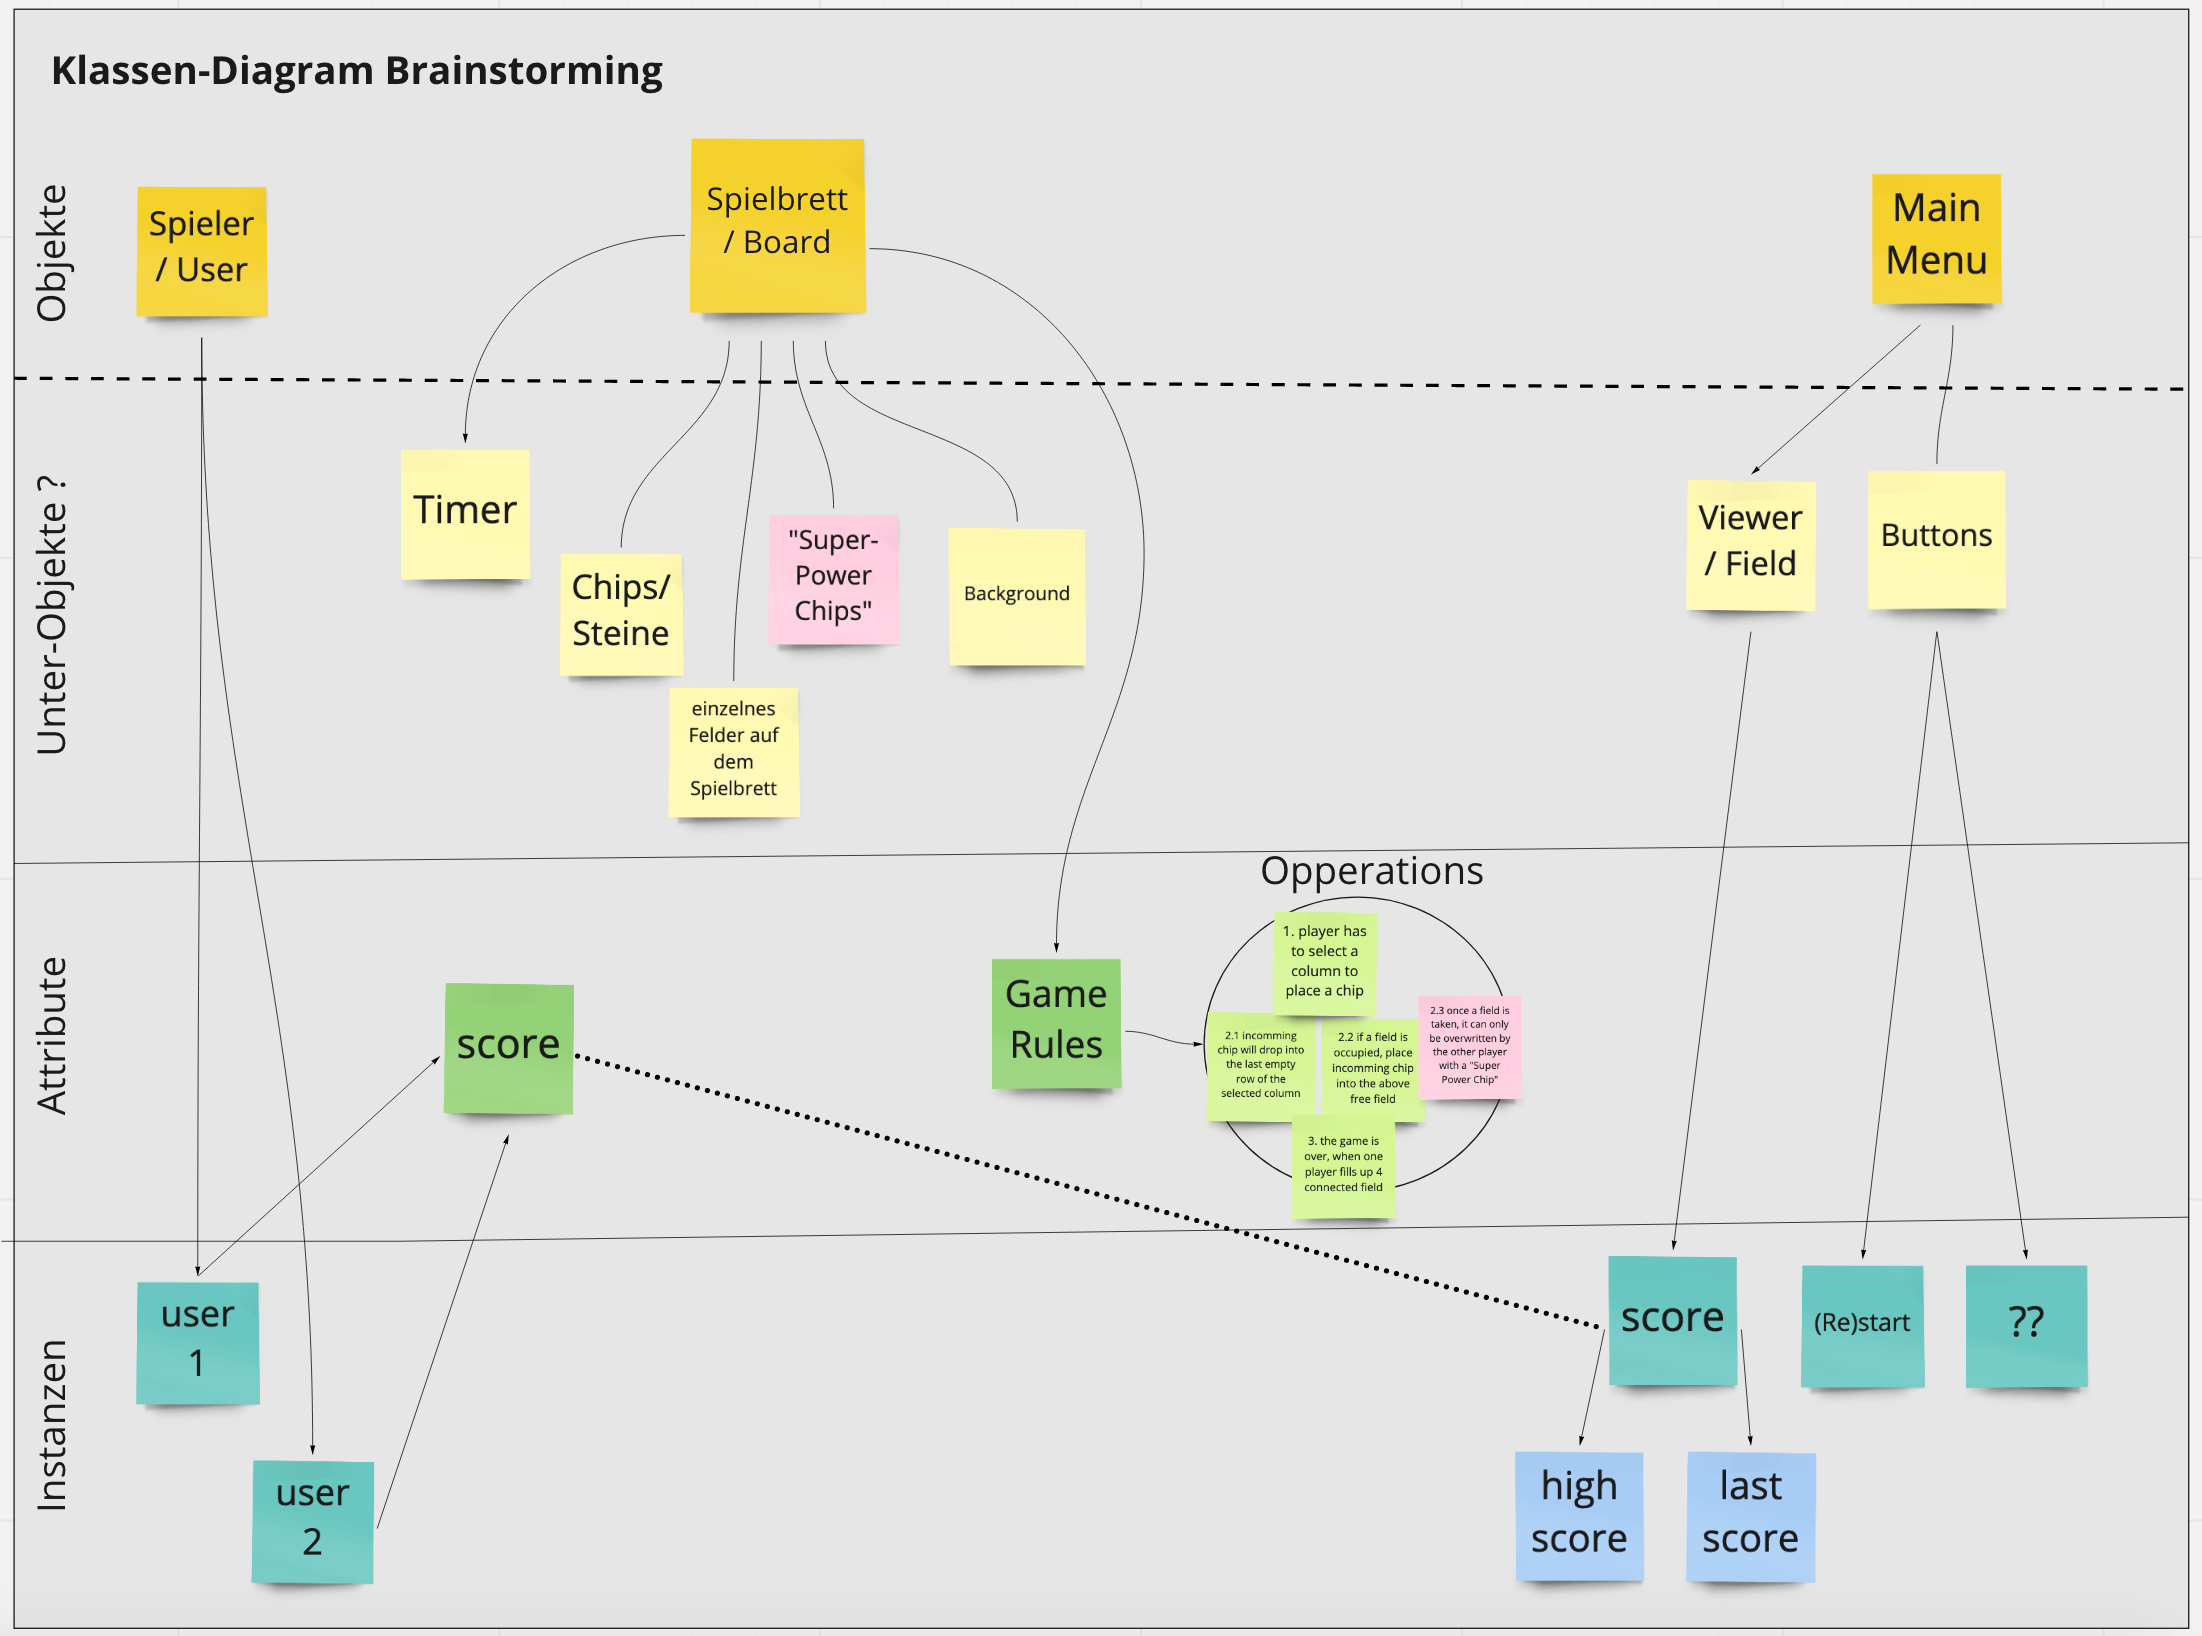 Klassen-Diagram Brainstorming
Objekte
Spieler
/ User
Spielbrett
/ Board
Main
Menu
Unter-Objekte ?
Timer
Chips/
Steine
einzelnes
Felder auf
dem
Spielbrett
"Super-
Power
Chips"
Background
Viewer
/ Field
Buttons
Attribute
score
Game
Rules
Opperations
1. player has
to select a
column to
place a chip
2.1 incomming
chip will drop into
the last empty
row of the
selected column
2.2 if a field is
occupied, place
incomming chip
into the above
free field
2.3 once a field is
taken, it can only
be overwritten by
the other player
with a "Super
Power Chip"
3. the game is
over, when one
player fills up 4
connected field
Instanzen
user
1
user
2
score
(Re)start
??
high
score
last
score